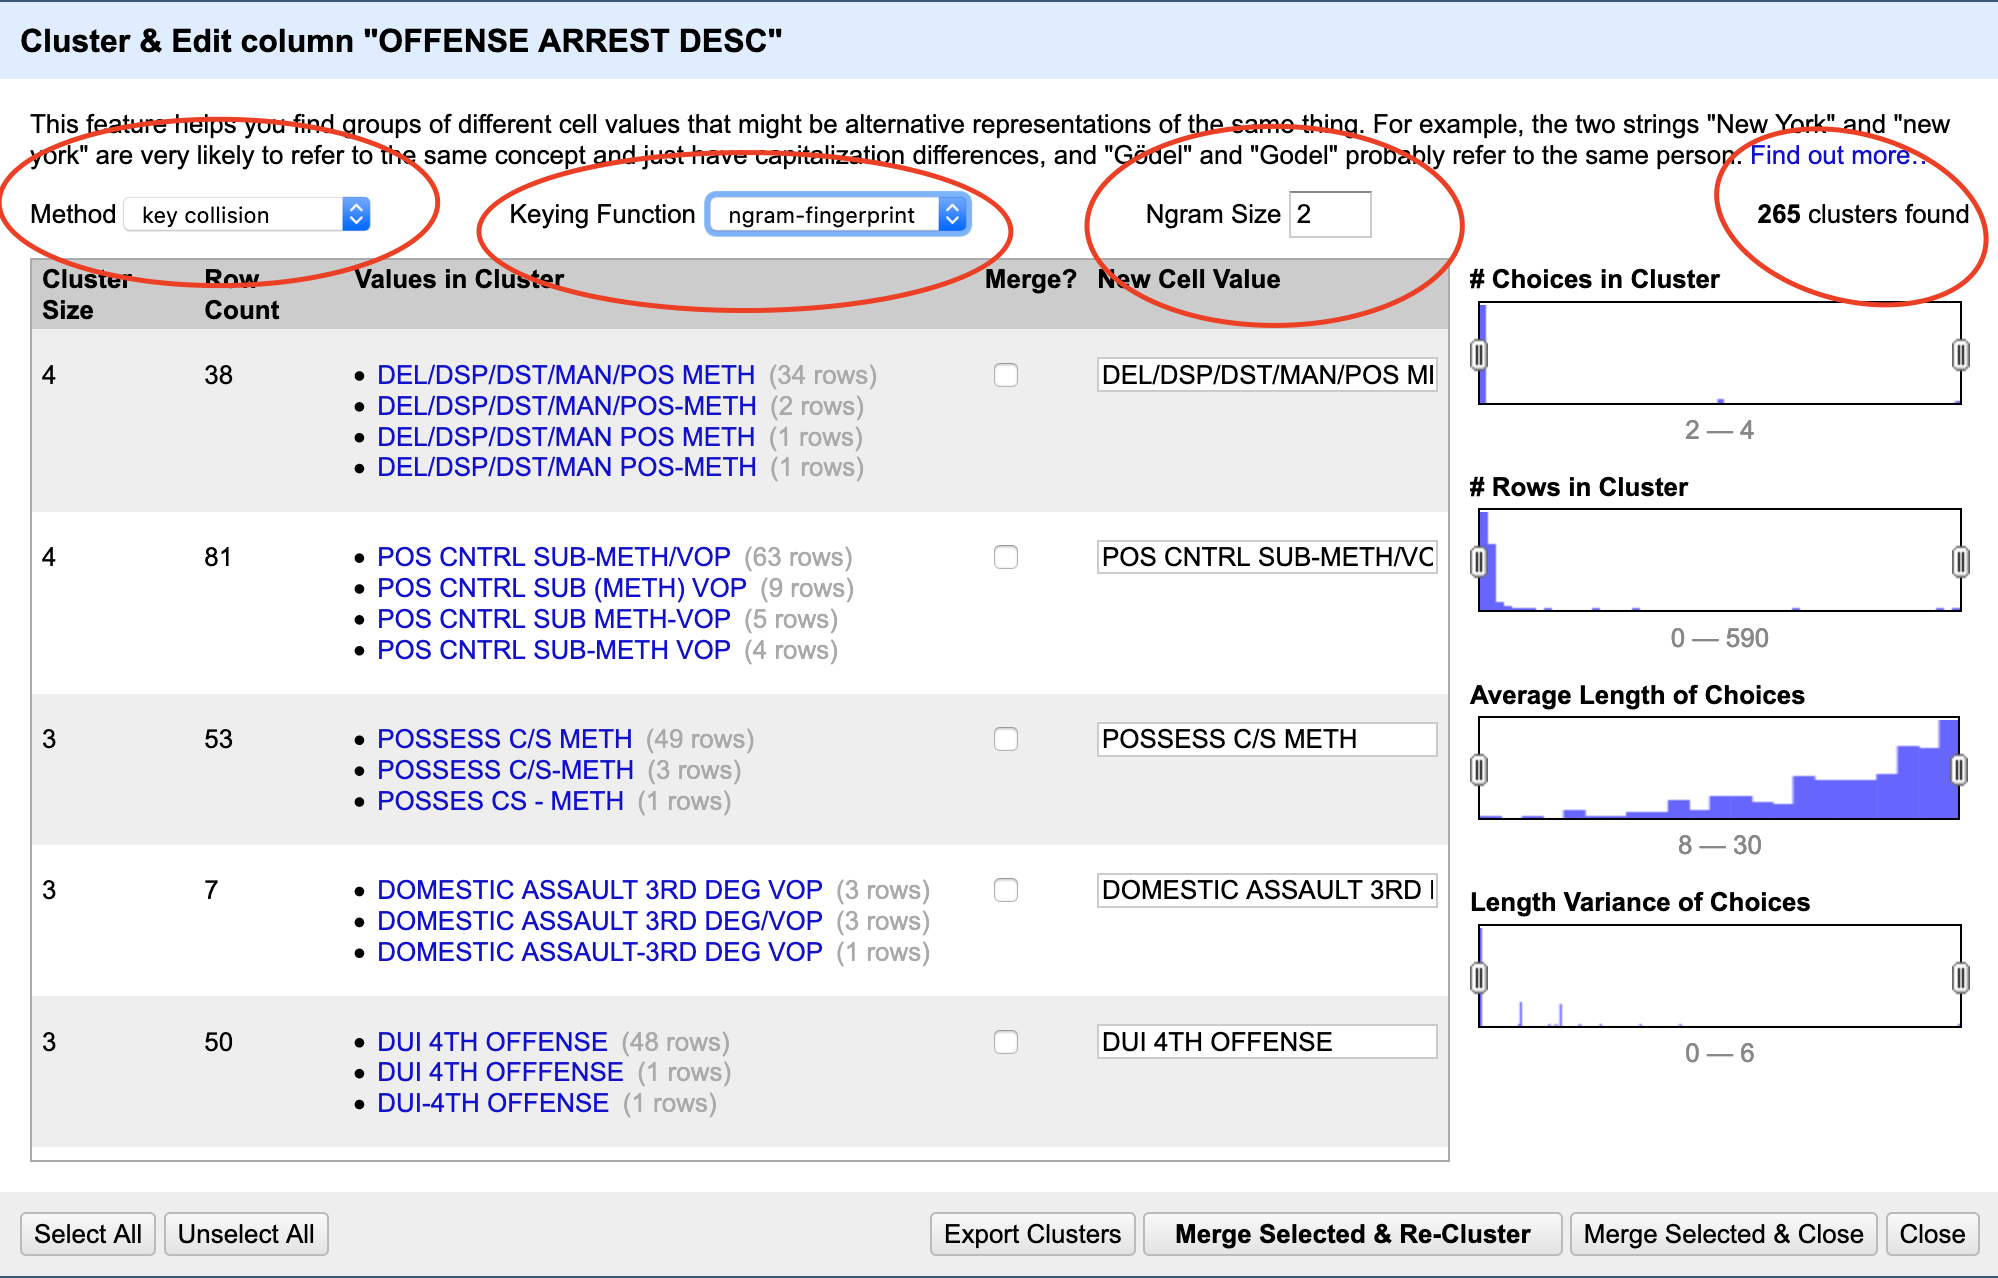 Cluster & Edit column "OFFENSE ARREST DESC"
This feature helps you find groups of different cell values that might be alternative representations of the same thing. For example, the two strings "New York" and "new
york" are very likely to refer to the same concept and just have capitalization differences, and "Gödel" and "Godel" probably refer to the same person. Find out more..
Method key collision Keying Function ngram-fingerprint Ngram Size 2 265 clusters found
Cluster Size Row Count Values in Cluster Merge? New Cell Value
4 38
DEL/DSP/DST/MAN/POS METH (34 rows) DEL/DSP/DST/MAN/POS
DEL/DSP/DST/MAN/POS-METH (2 rows)
DEL/DSP/DST/MAN POS METH (1 rows)
DEL/DSP/DST/MAN POS-METH (1 rows)
4 81
POS CNTRL SUB-METH/VOP (63 rows) POS CNTRL SUB-METH/VO
POS CNTRL SUB (METH) VOP (9 rows)
POS CNTRL SUB METH-VOP (5 rows)
POS CNTRL SUB-METH VOP (4 rows)
3 53
POSSESS C/S METH (49 rows) POSSESS C/S METH
POSSESS C/S-METH (3 rows)
POSSES CS - METH (1 rows)
3 7
DOMESTIC ASSAULT 3RD DEG VOP (3 rows) DOMESTIC ASSAULT 3RD
DOMESTIC ASSAULT 3RD DEG/VOP (3 rows)
DOMESTIC ASSAULT-3RD DEG VOP (1 rows)
3 50
DUI 4TH OFFENSE (48 rows) DUI 4TH OFFENSE
DUI 4TH OFFFENSE (1 rows)
DUI-4TH OFFENSE (1 rows)
# Choices in Cluster
2 — 4
# Rows in Cluster
0 — 590
Average Length of Choices
8 — 30
Length Variance of Choices
0 — 6
Select All Unselect All Export Clusters Merge Selected & Re-Cluster Merge Selected & Close Close